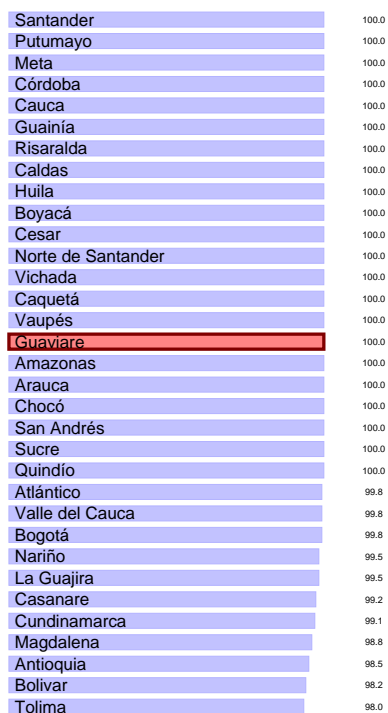 Santander 100.0
Putumayo 100.0
Meta 100.0
Córdoba 100.0
Cauca 100.0
Guainía 100.0
Risaralda 100.0
Caldas 100.0
Huila 100.0
Boyacá 100.0
Cesar 100.0
Norte de Santander 100.0
Vichada 100.0
Caquetá 100.0
Vaupés 100.0
Guaviare 100.0
Amazonas 100.0
Arauca 100.0
Chocó 100.0
San Andrés 100.0
Sucre 100.0
Quindío 100.0
Atlántico 99.8
Valle del Cauca 99.8
Bogotá 99.8
Nariño 99.5
La Guajira 99.5
Casanare 99.2
Cundinamarca 99.1
Magdalena 98.8
Antioquia 98.5
Bolivar 98.2
Tolima 98.0